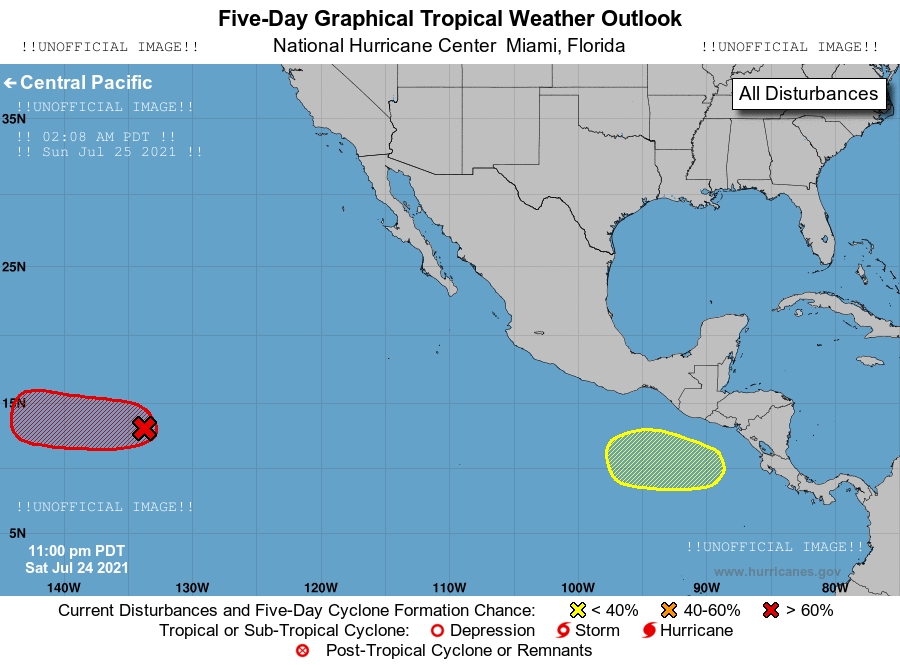 Five-Day Graphical Tropical Weather Outlook
!!UNOFFICIAL IMAGE!! National Hurricane Center Miami, Florida !!UNOFFICIAL IMAGE!!
← Central Pacific
All Disturbances
!!UNOFFICIAL IMAGE!!
35N
!! 02:08 AM PDT !!
!! Sun Jul 25 2021 !!
25N
15N
!!UNOFFICIAL IMAGE!!
5N
!!UNOFFICIAL IMAGE!!
11:00 pm PDT
Sat Jul 24 2021
www.hurricanes.gov
140W 130W 120W 110W 100W 90W 80W
Current Disturbances and Five-Day Cyclone Formation Chance: < 40% 40-60% > 60%
Tropical or Sub-Tropical Cyclone: Depression Storm Hurricane
Post-Tropical Cyclone or Remnants